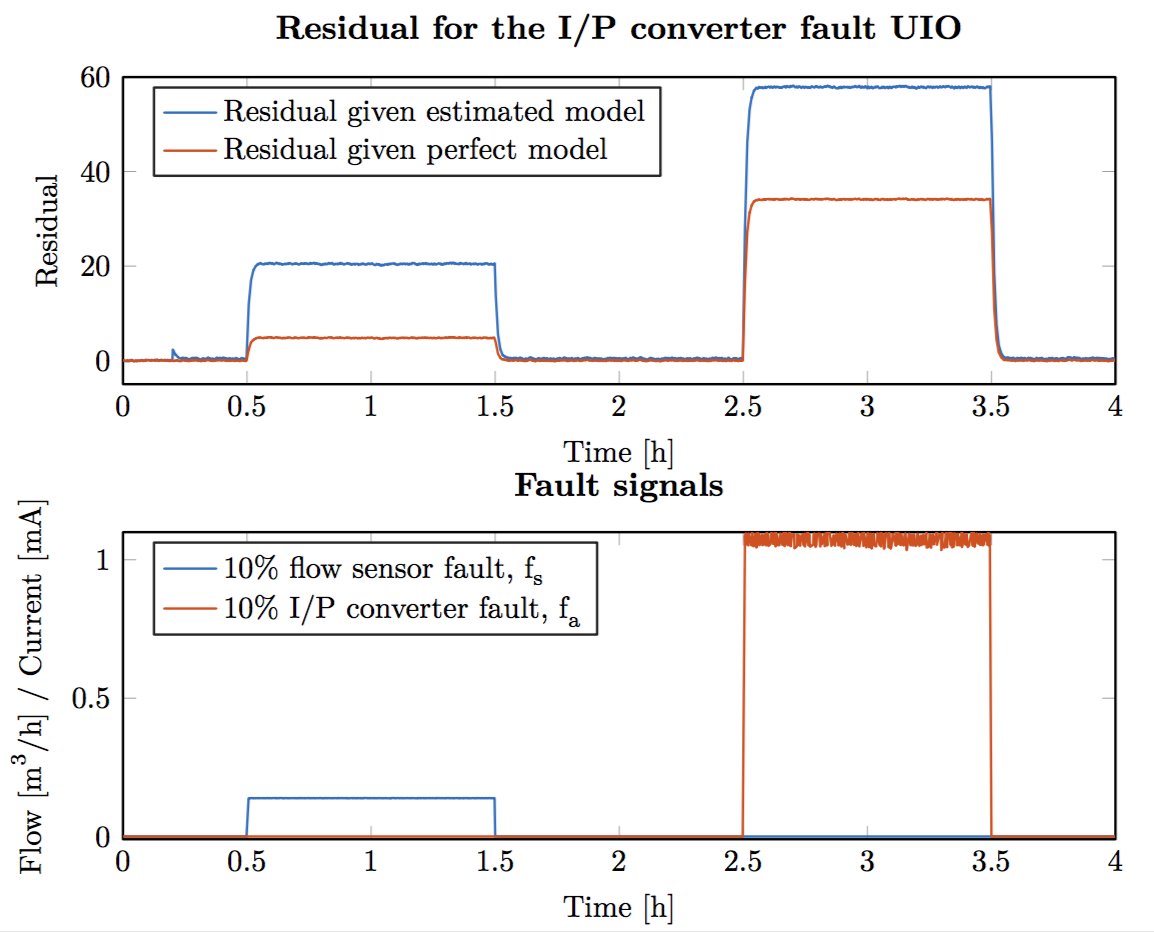 Residual for the I/P converter fault UIO
Residual
60
40
20
0
Residual given estimated model
Residual given perfect model
0 0.5 1 1.5 2 2.5 3 3.5 4
Time [h]
Fault signals
Flow [m³/h] / Current [mA]
1
0.5
0
10% flow sensor fault, fₛ
10% I/P converter fault, fₐ
0 0.5 1 1.5 2 2.5 3 3.5 4
Time [h]